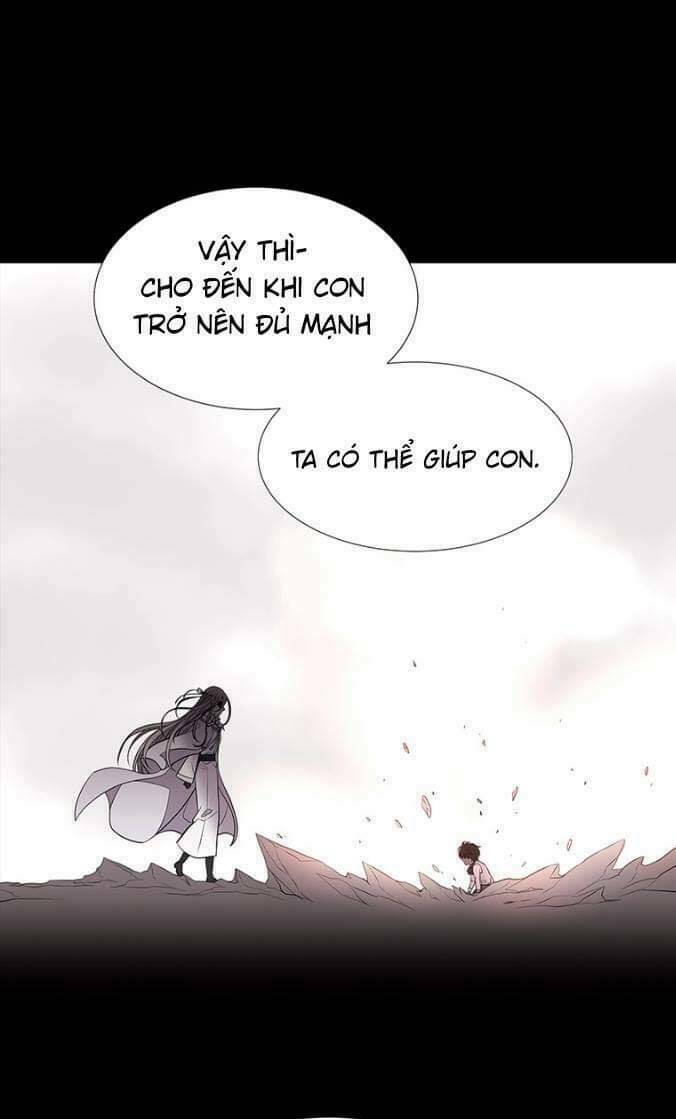 VẬY THÌ-
CHO ĐẾN KHI CON
TRỞ NÊN ĐỦ MẠNH
TA CÓ THỂ GIÚP CON.